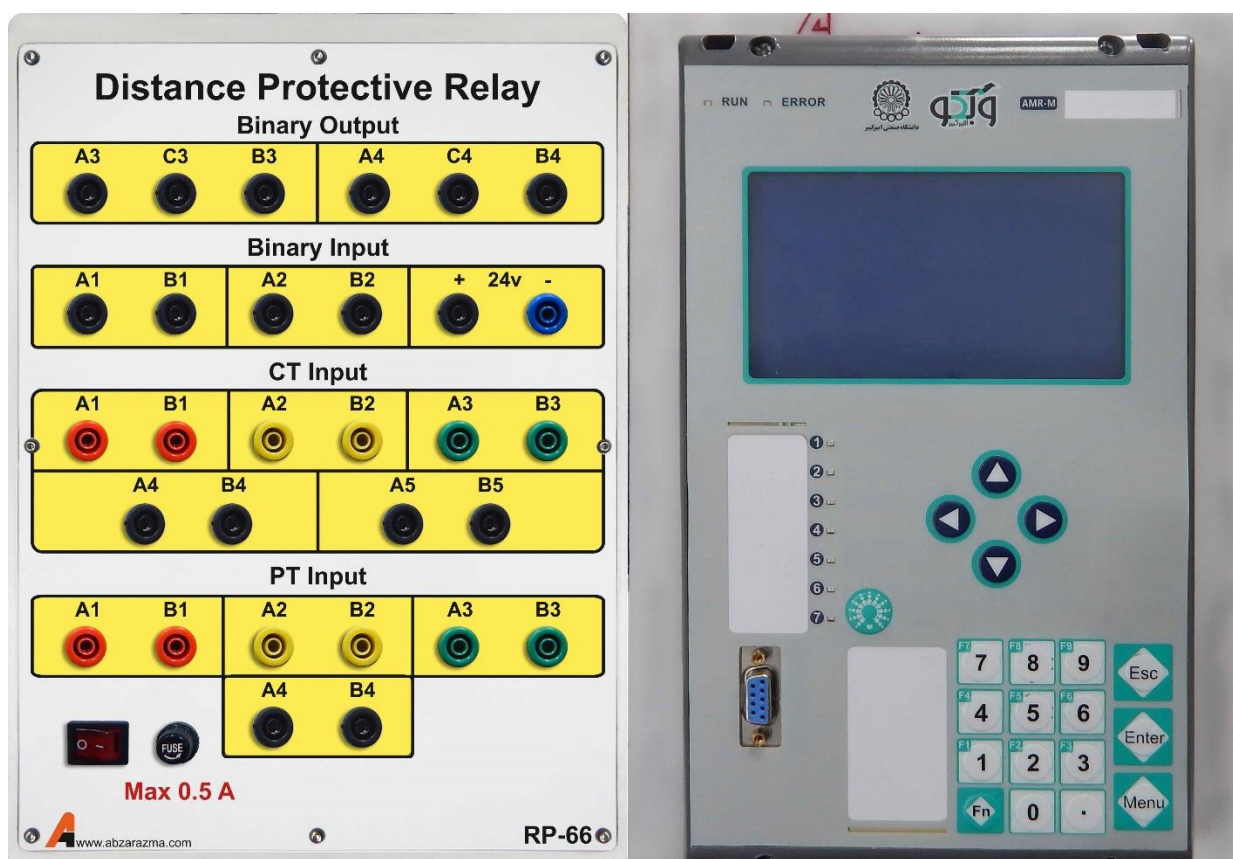 Distance Protective Relay
Binary Output
A3 C3 B3 A4 C4 B4
Binary Input
A1 B1 A2 B2 + 24v -
CT Input
A1 B1 A2 B2 A3 B3
A4 B4 A5 B5
PT Input
A1 B1 A2 B2 A3 B3
A4 B4
FUSE
Max 0.5 A
www.abzarazma.com
RP-66
RUN ERROR
دانشگاه صنعتی امیرکبیر
AMR-M
1
2
3
4
5
6
7
F7 7 F8 8 F9 9 Esc
F4 4 F5 5 F6 6 Enter
F1 1 F2 2 F3 3 Menu
Fn 0 .